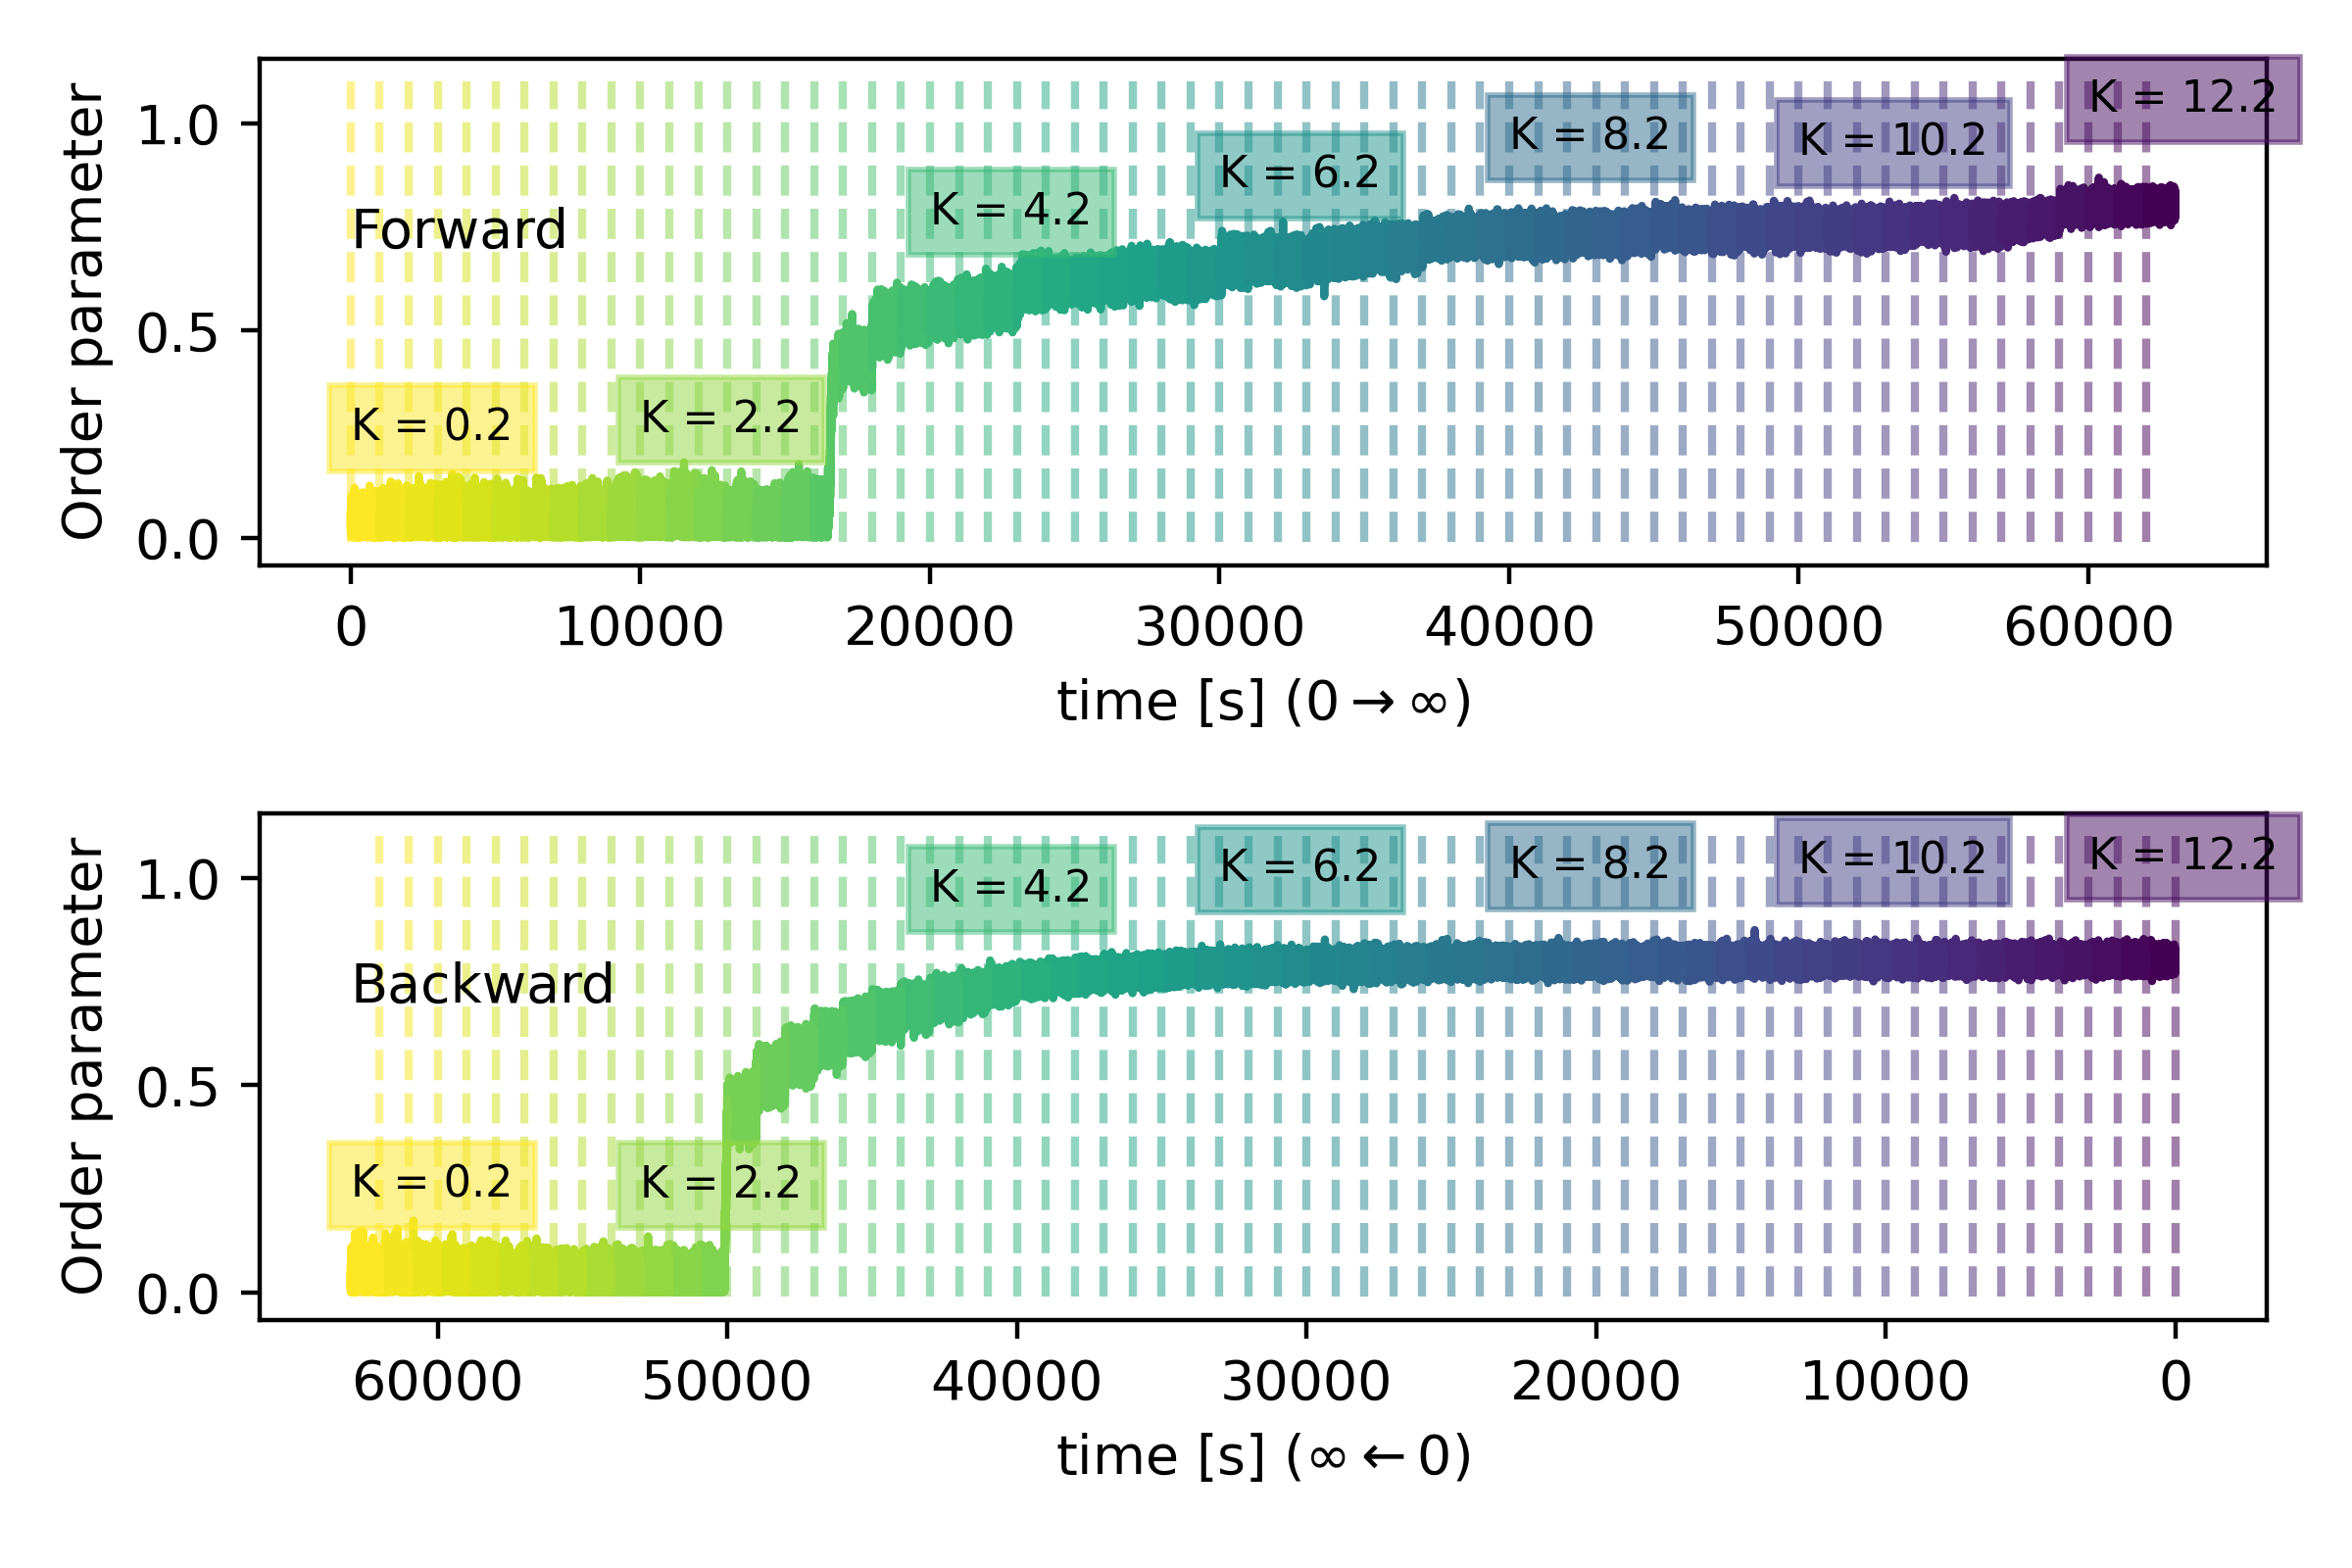 Order parameter
1.0
0.5
0.0
Forward
K = 0.2
K = 2.2
K = 4.2
K = 6.2
K = 8.2
K = 10.2
K = 12.2
0 10000 20000 30000 40000 50000 60000
time [s] (0 → ∞)
Order parameter
1.0
0.5
0.0
Backward
K = 0.2
K = 2.2
K = 4.2
K = 6.2
K = 8.2
K = 10.2
K = 12.2
60000 50000 40000 30000 20000 10000 0
time [s] (∞ ← 0)